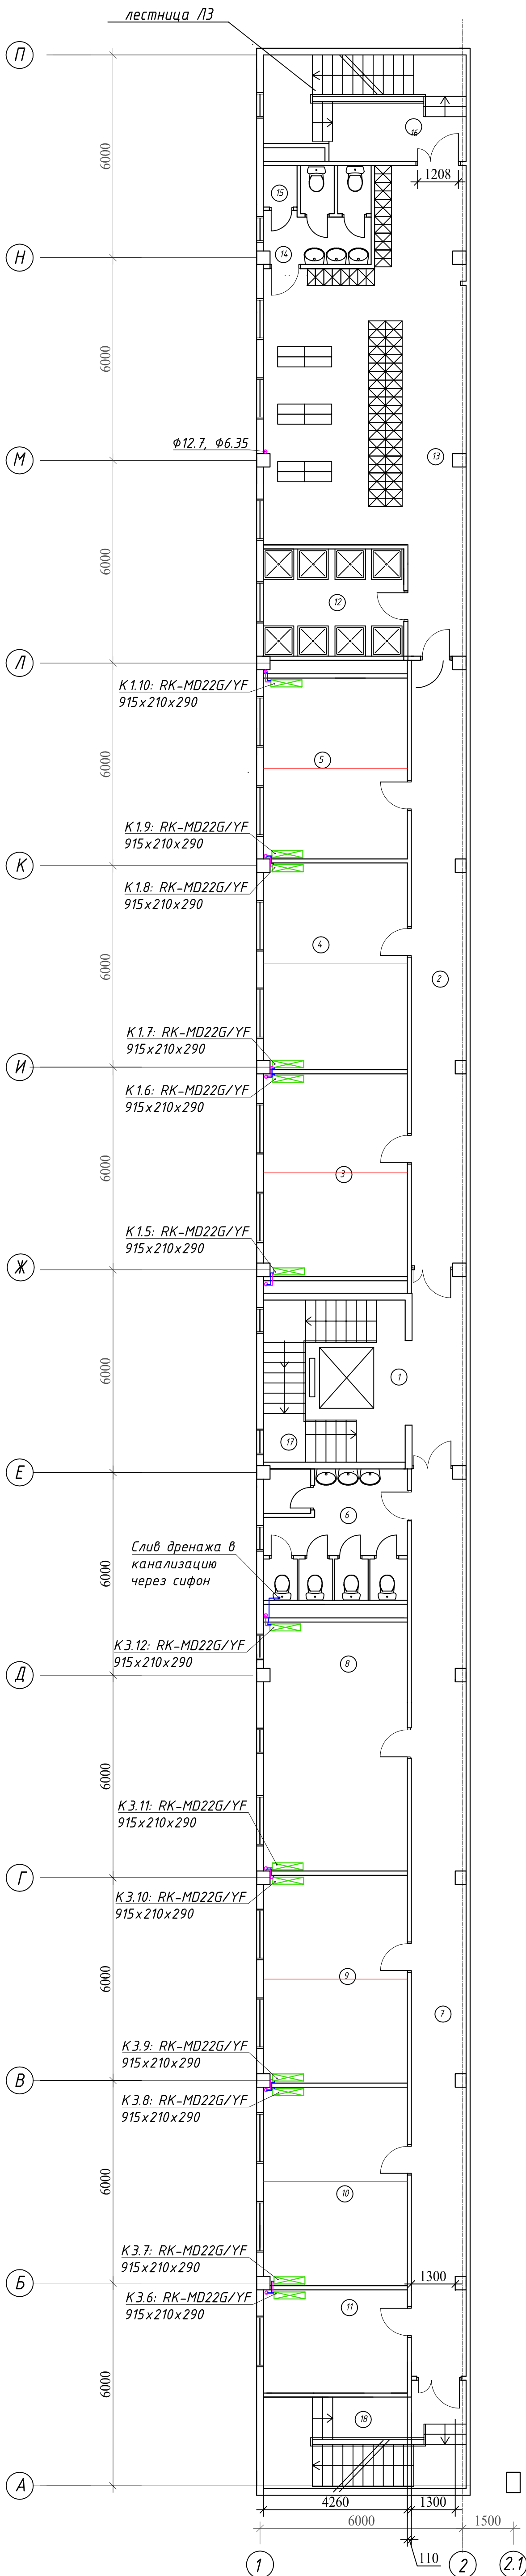 лестница Л3
П
16
6000
1208
15
14
Н
6000
Ф12.7, Ф6.35
М
13
6000
12
Л
К1.10: RK-MD22G/YF
915x210x290
5
6000
К1.9: RK-MD22G/YF
915x210x290
К
К1.8: RK-MD22G/YF
915x210x290
4
2
6000
К1.7: RK-MD22G/YF
915x210x290
И
К1.6: RK-MD22G/YF
915x210x290
3
6000
К1.5: RK-MD22G/YF
915x210x290
Ж
6000
1
17
Е
6
Слив дренажа в
канализацию
через сифон
6000
К3.12: RK-MD22G/YF
915x210x290
8
Д
6000
К3.11: RK-MD22G/YF
915x210x290
Г
К3.10: RK-MD22G/YF
915x210x290
9
6000
7
К3.9: RK-MD22G/YF
915x210x290
В
К3.8: RK-MD22G/YF
915x210x290
10
6000
К3.7: RK-MD22G/YF
915x210x290
Б
1300
К3.6: RK-MD22G/YF
915x210x290
11
6000
18
А
4260
1300
6000
1500
110
1
2
2.1